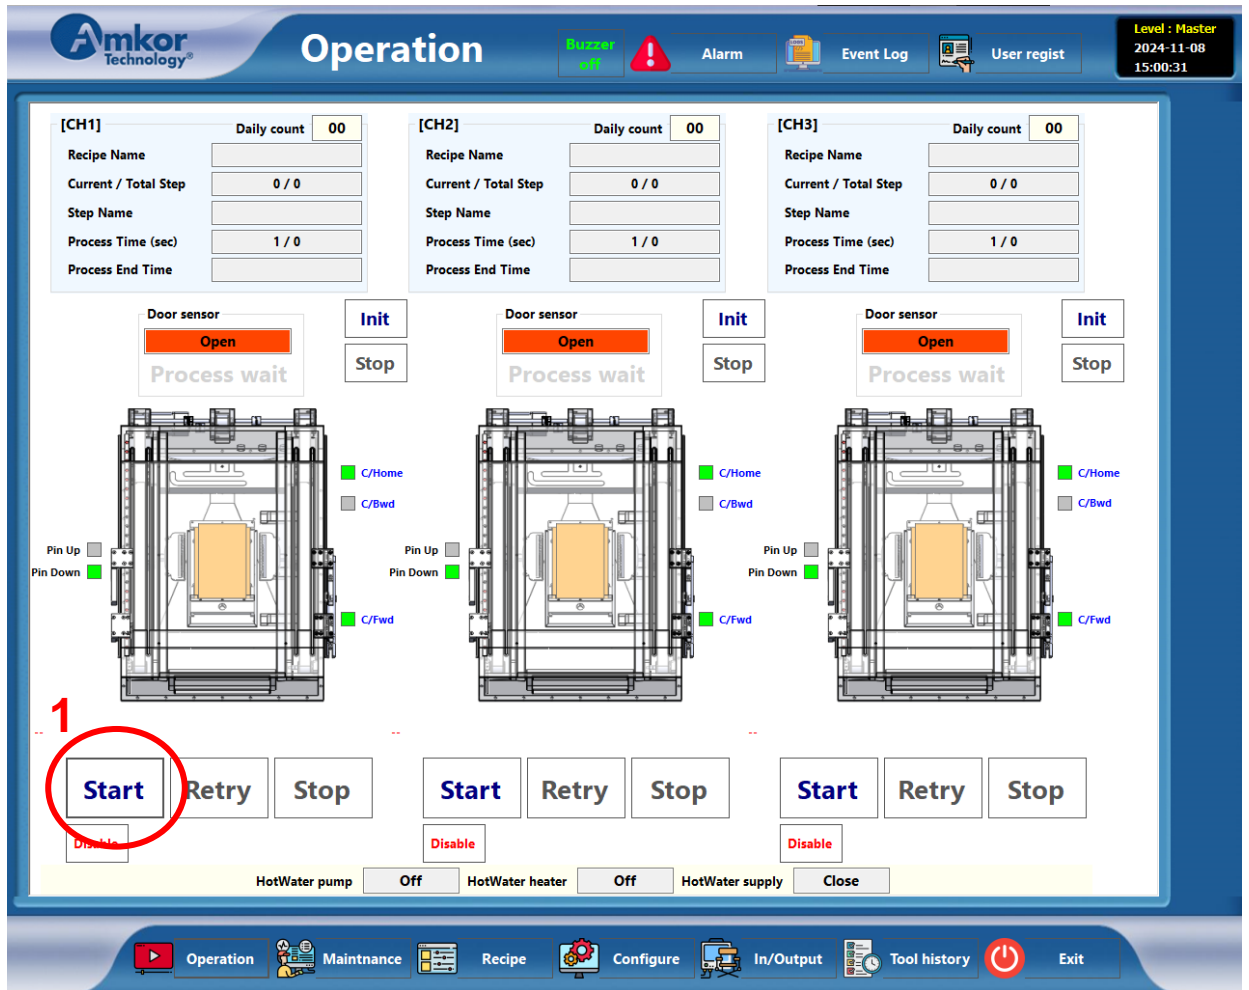 Amkor
Technology®
Operation
Buzzer
off
Alarm
Event Log
User regist
Level : Master
2024-11-08
15:00:31
[CH1]
Daily count 00
Recipe Name
Current / Total Step 0 / 0
Step Name
Process Time (sec) 1 / 0
Process End Time
[CH2]
Daily count 00
Recipe Name
Current / Total Step 0 / 0
Step Name
Process Time (sec) 1 / 0
Process End Time
[CH3]
Daily count 00
Recipe Name
Current / Total Step 0 / 0
Step Name
Process Time (sec) 1 / 0
Process End Time
Door sensor
Open
Process wait
Init
Stop
Door sensor
Open
Process wait
Init
Stop
Door sensor
Open
Process wait
Init
Stop
C/Home
C/Bwd
Pin Up
Pin Down
C/Fwd
C/Home
C/Bwd
Pin Up
Pin Down
C/Fwd
C/Home
C/Bwd
Pin Up
Pin Down
C/Fwd
1
--
--
--
Start Retry Stop
Disable
Start Retry Stop
Disable
Start Retry Stop
Disable
HotWater pump Off HotWater heater Off HotWater supply Close
Operation
Maintnance
Recipe
Configure
In/Output
Tool history
Exit